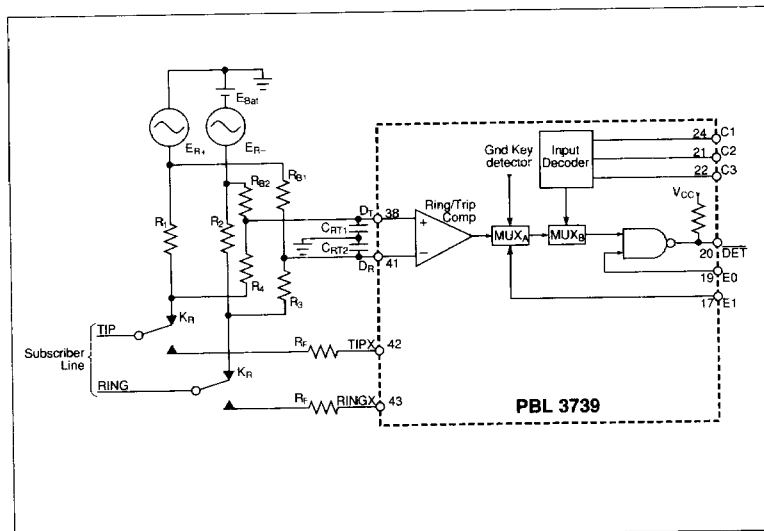 E_Bat
E_R+
E_R−
R_B2
R_B1
R_1
R_2
R_4
R_3
D_T
38
C_RT1
C_RT2
D_R
41
Ring/Trip
Comp
+
−
Gnd Key
detector
Input
Decoder
MUX_A
MUX_B
24 C1
21 C2
22 C3
V_CC
20 DET
19 E0
17 E1
K_R
TIP
Subscriber
Line
RING
K_R
R_F
TIPX 42
R_F
RINGX 43
PBL 3739